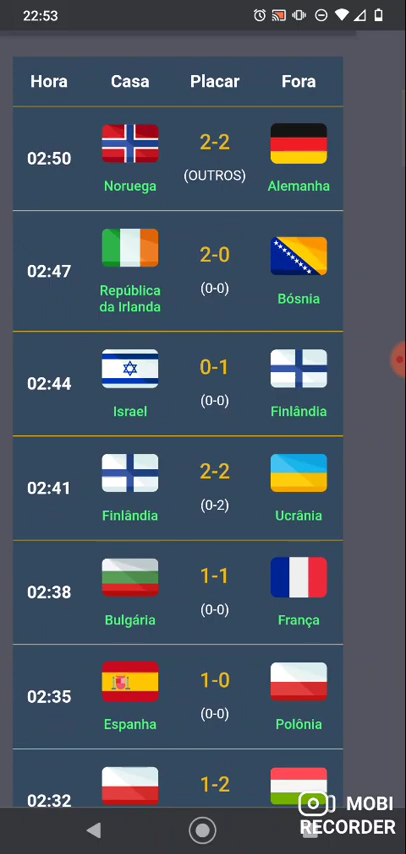 22:53
Hora Casa Placar Fora
02:50 2-2
(OUTROS)
Noruega Alemanha
02:47 2-0
(0-0)
República
da Irlanda
Bósnia
02:44 0-1
(0-0)
Israel Finlândia
02:41 2-2
(0-2)
Finlândia Ucrânia
02:38 1-1
(0-0)
Bulgária França
02:35 1-0
(0-0)
Espanha Polônia
02:32 1-2
MOBI
RECORDER